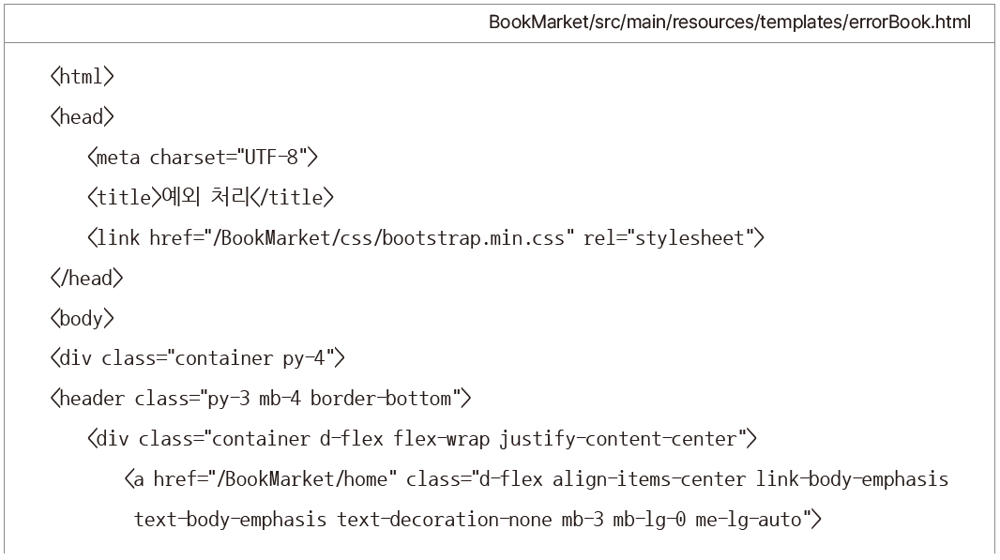 BookMarket/src/main/resources/templates/errorBook.html
<html>
<head>
<meta charset="UTF-8">
<title>예외 처리</title>
<link href="/BookMarket/css/bootstrap.min.css" rel="stylesheet">
</head>
<body>
<div class="container py-4">
<header class="py-3 mb-4 border-bottom">
<div class="container d-flex flex-wrap justify-content-center">
<a href="/BookMarket/home" class="d-flex align-items-center link-body-emphasis
text-body-emphasis text-decoration-none mb-3 mb-lg-0 me-lg-auto">